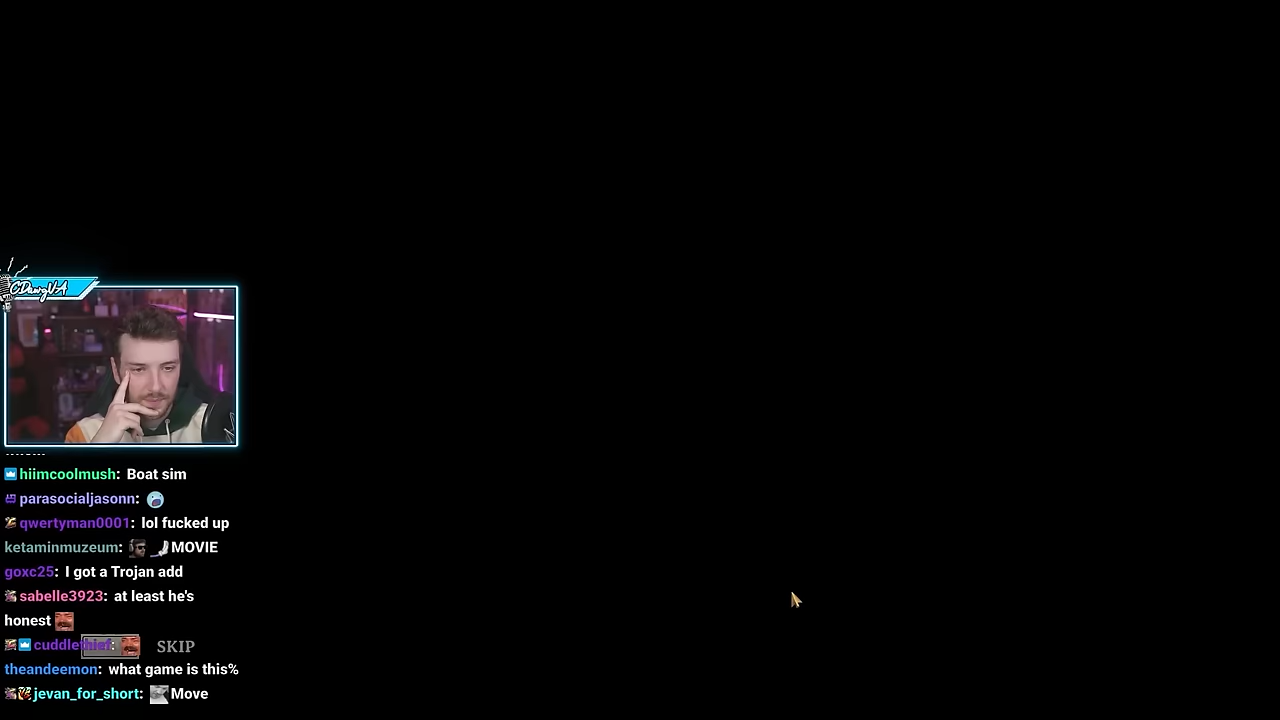 CDawgVA
hiimcoolmush: Boat sim
parasocialjasonn:
qwertyman0001: lol fucked up
ketaminmuzeum: MOVIE
goxc25: I got a Trojan add
sabelle3923: at least he's
honest
cuddlethief: SKIP
theandeemon: what game is this%
jevan_for_short: Move